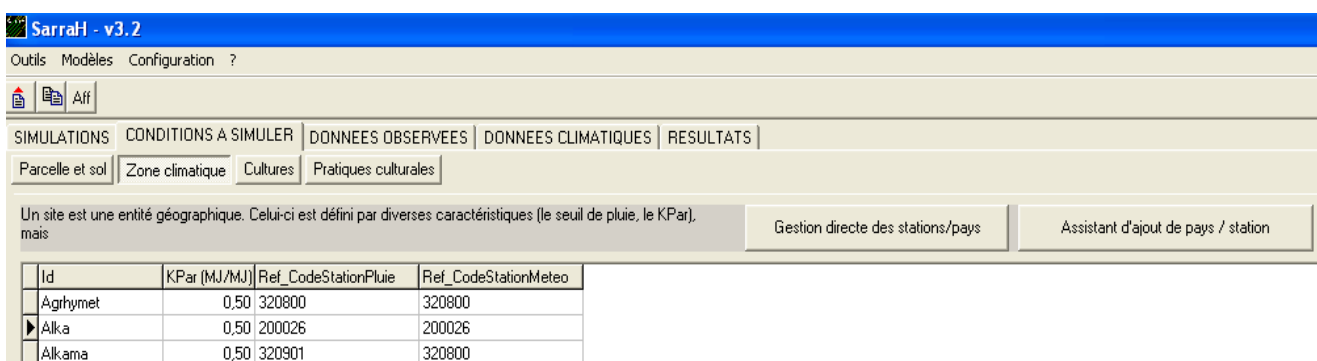 SarraH - v3.2
Outils Modèles Configuration ?
Aff
SIMULATIONS CONDITIONS A SIMULER DONNEES OBSERVEES DONNEES CLIMATIQUES RESULTATS
Parcelle et sol Zone climatique Cultures Pratiques culturales
Un site est une entité géographique. Celui-ci est défini par diverses caractéristiques (le seuil de pluie, le KPar),
mais
Gestion directe des stations/pays Assistant d'ajout de pays / station
Id KPar (MJ/MJ) Ref_CodeStationPluie Ref_CodeStationMeteo
Agrhymet 0,50 320800 320800
Alka 0,50 200026 200026
Alkama 0,50 320901 320800